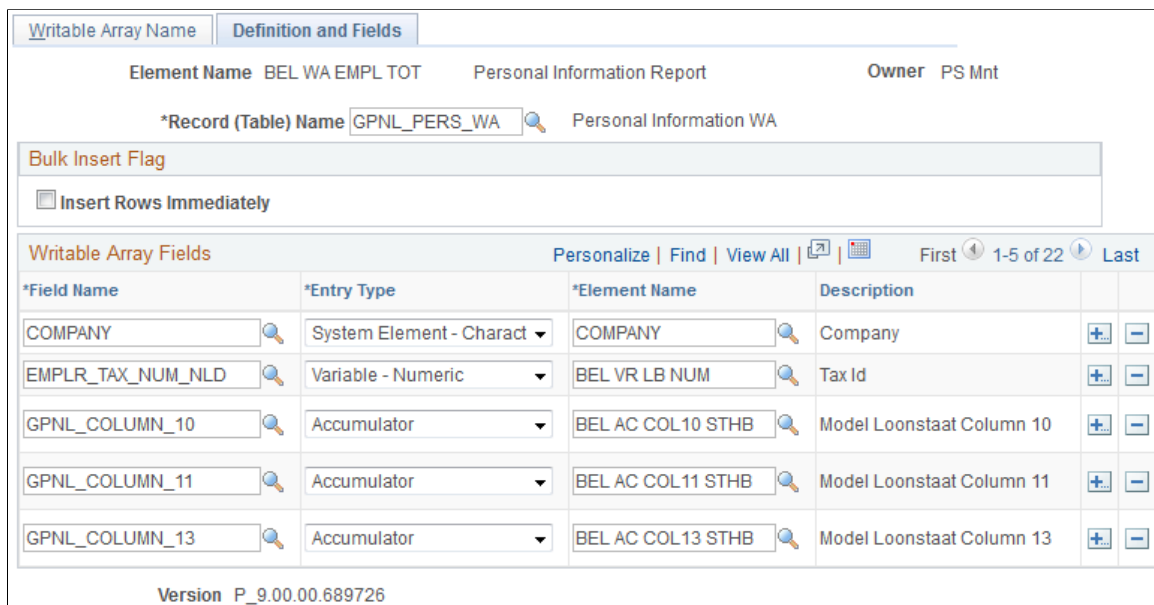 Writable Array Name Definition and Fields
Element Name BEL WA EMPL TOT Personal Information Report Owner PS Mnt
*Record (Table) Name GPNL_PERS_WA Personal Information WA
Bulk Insert Flag
Insert Rows Immediately
Writable Array Fields Personalize | Find | View All | | First 1-5 of 22 Last
*Field Name *Entry Type *Element Name Description
COMPANY System Element - Charact COMPANY Company
EMPLR_TAX_NUM_NLD Variable - Numeric BEL VR LB NUM Tax Id
GPNL_COLUMN_10 Accumulator BEL AC COL10 STHB Model Loonstaat Column 10
GPNL_COLUMN_11 Accumulator BEL AC COL11 STHB Model Loonstaat Column 11
GPNL_COLUMN_13 Accumulator BEL AC COL13 STHB Model Loonstaat Column 13
Version P_9.00.00.689726